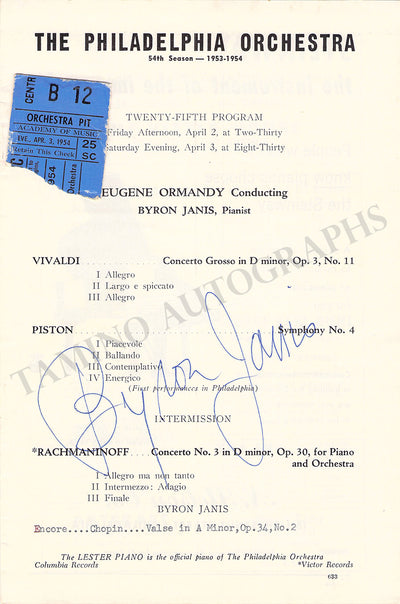 THE PHILADELPHIA ORCHESTRA
54th Season — 1953-1954
CENTR
B 12
ORCHESTRA PIT
ACADEMY OF MUSIC
EVE., APR. 3, 1954
Retain This Check
25
SC
1954
TWENTY-FIFTH PROGRAM
Friday Afternoon, April 2, at Two-Thirty
Saturday Evening, April 3, at Eight-Thirty
EUGENE ORMANDY Conducting
BYRON JANIS, Pianist
VIVALDI Concerto Grosso in D minor, Op. 3, No. 11
I Allegro
II Largo e spiccato
III Allegro
PISTON Symphony No. 4
I Piacevole
II Ballando
III Contemplativo
IV Energico
(First performances in Philadelphia)
Byron Janis
INTERMISSION
*RACHMANINOFF Concerto No. 3 in D minor, Op. 30, for Piano
and Orchestra
I Allegro ma non tanto
II Intermezzo: Adagio
III Finale
BYRON JANIS
Encore....Chopin....Valse in A Minor,Op.34,No.2
The LESTER PIANO is the official piano of The Philadelphia Orchestra
Columbia Records *Victor Records
633
TAMINO AUTOGRAPHS